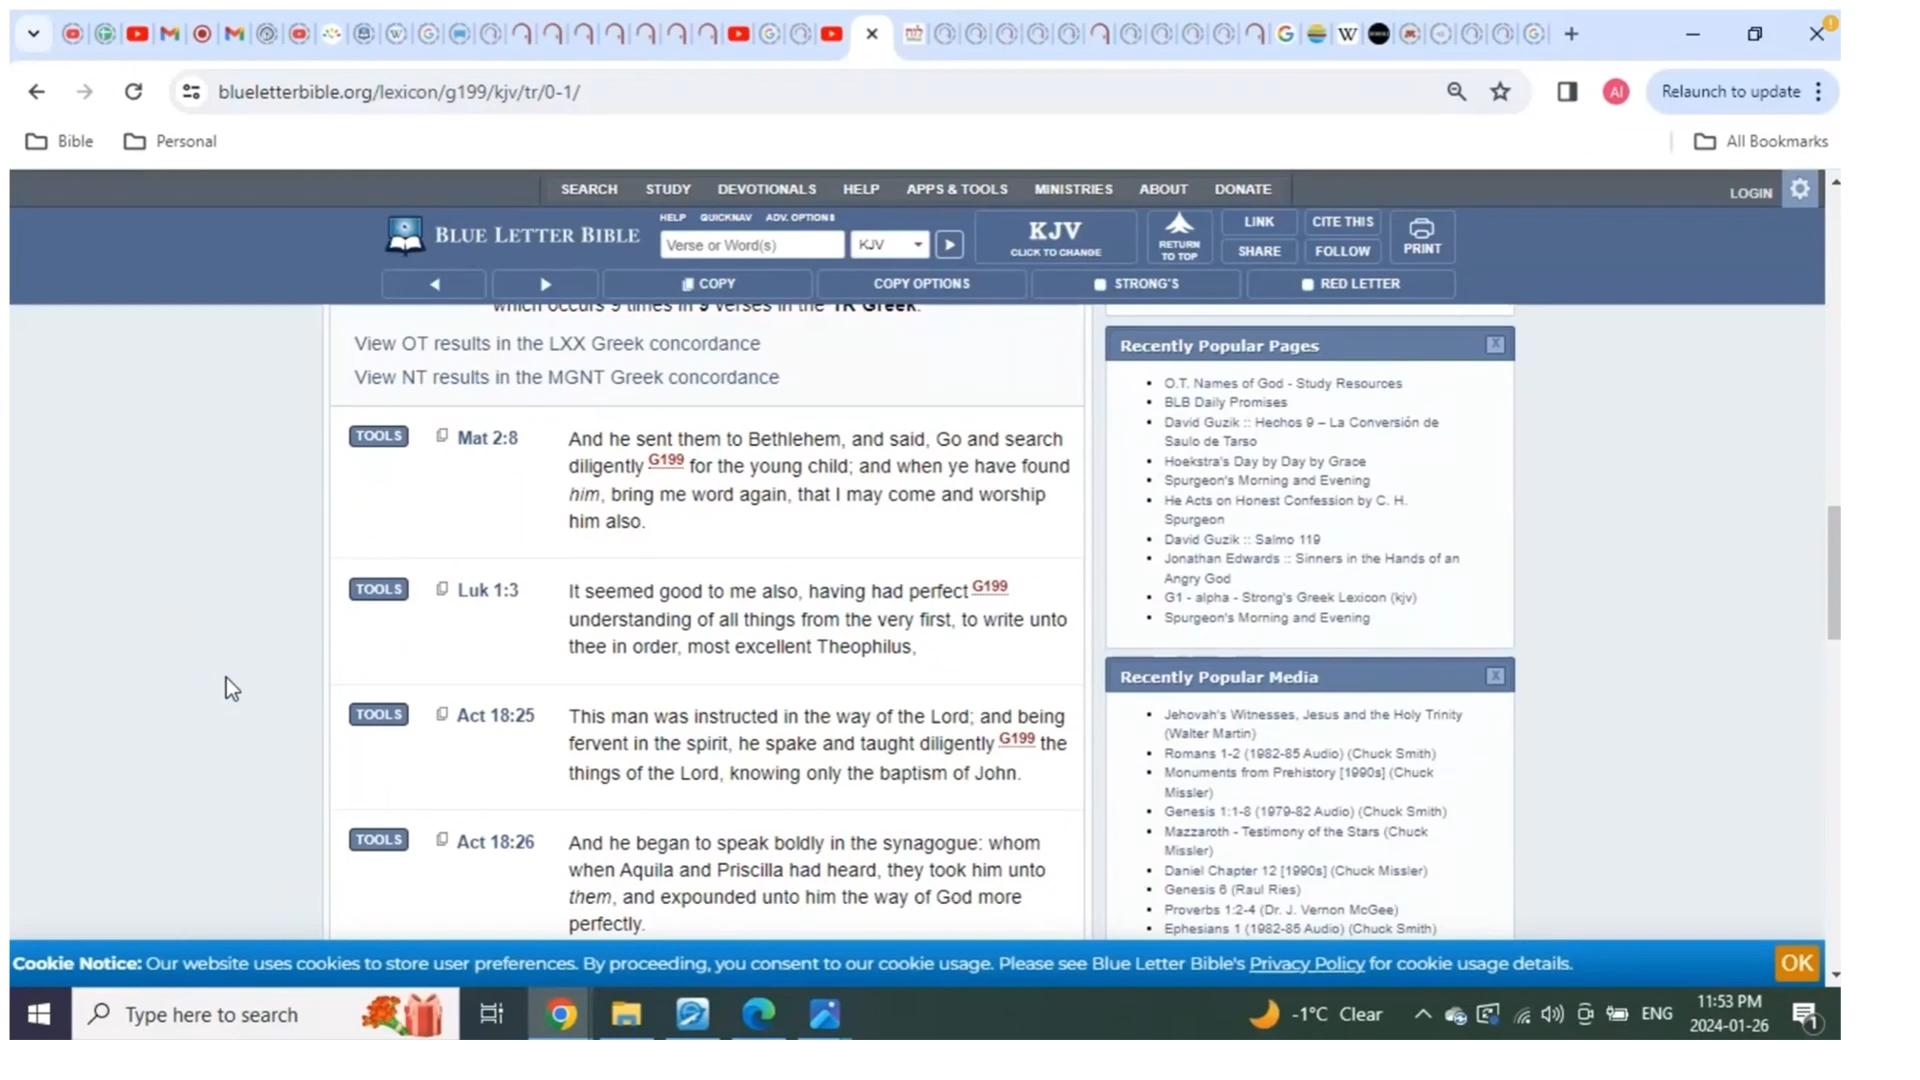 blueletterbible.org/lexicon/g199/kjv/tr/0-1/
AI
Relaunch to update
Bible
Personal
All Bookmarks
SEARCH STUDY DEVOTIONALS HELP APPS & TOOLS MINISTRIES ABOUT DONATE
LOGIN
BLUE LETTER BIBLE
HELP QUICKNAV ADV. OPTIONS
Verse or Word(s)
KJV
KJV
CLICK TO CHANGE
RETURN
TO TOP
LINK
CITE THIS
SHARE
FOLLOW
PRINT
COPY
COPY OPTIONS
STRONG'S
RED LETTER
which occurs 9 times in 9 verses in the TR Greek.
View OT results in the LXX Greek concordance
View NT results in the MGNT Greek concordance
TOOLS
Mat 2:8
And he sent them to Bethlehem, and said, Go and search
diligently G199 for the young child; and when ye have found
him, bring me word again, that I may come and worship
him also.
TOOLS
Luk 1:3
It seemed good to me also, having had perfect G199
understanding of all things from the very first, to write unto
thee in order, most excellent Theophilus,
TOOLS
Act 18:25
This man was instructed in the way of the Lord; and being
fervent in the spirit, he spake and taught diligently G199 the
things of the Lord, knowing only the baptism of John.
TOOLS
Act 18:26
And he began to speak boldly in the synagogue: whom
when Aquila and Priscilla had heard, they took him unto
them, and expounded unto him the way of God more
perfectly.
Recently Popular Pages
X
O.T. Names of God - Study Resources
BLB Daily Promises
David Guzik :: Hechos 9 – La Conversión de
Saulo de Tarso
Hoekstra's Day by Day by Grace
Spurgeon's Morning and Evening
He Acts on Honest Confession by C. H.
Spurgeon
David Guzik :: Salmo 119
Jonathan Edwards :: Sinners in the Hands of an
Angry God
G1 - alpha - Strong's Greek Lexicon (kjv)
Spurgeon's Morning and Evening
Recently Popular Media
X
Jehovah's Witnesses, Jesus and the Holy Trinity
(Walter Martin)
Romans 1-2 (1982-85 Audio) (Chuck Smith)
Monuments from Prehistory [1990s] (Chuck
Missler)
Genesis 1:1-8 (1979-82 Audio) (Chuck Smith)
Mazzaroth - Testimony of the Stars (Chuck
Missler)
Daniel Chapter 12 [1990s] (Chuck Missler)
Genesis 6 (Raul Ries)
Proverbs 1:2-4 (Dr. J. Vernon McGee)
Ephesians 1 (1982-85 Audio) (Chuck Smith)
Cookie Notice: Our website uses cookies to store user preferences. By proceeding, you consent to our cookie usage. Please see Blue Letter Bible's Privacy Policy for cookie usage details.
OK
Type here to search
-1°C Clear
ENG
11:53 PM
2024-01-26
1